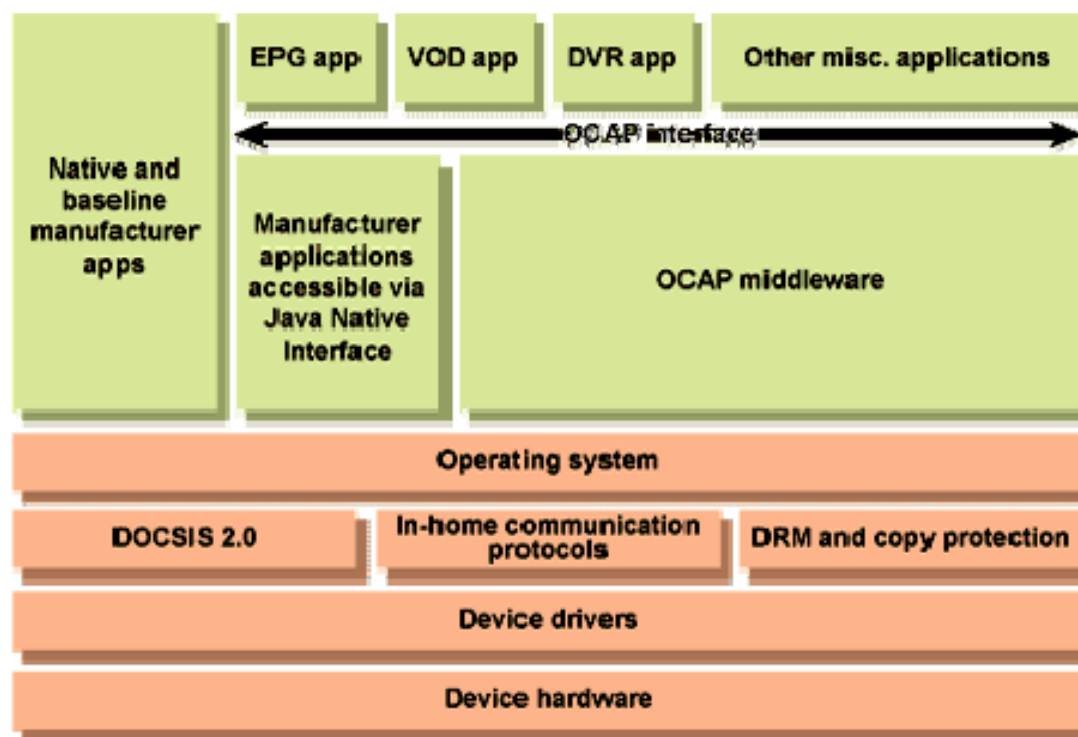 EPG app
VOD app
DVR app
Other misc. applications
OCAP interface
Native and
baseline
manufacturer
apps
Manufacturer
applications
accessible via
Java Native
Interface
OCAP middleware
Operating system
DOCSIS 2.0
In-home communication
protocols
DRM and copy protection
Device drivers
Device hardware